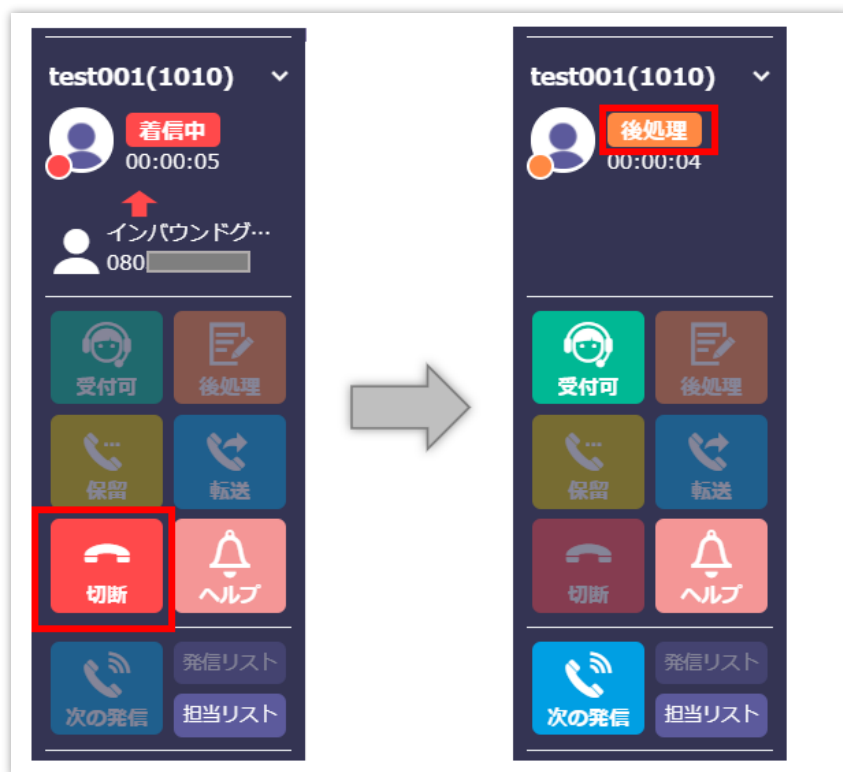 test001(1010)
着信中
00:00:05
インバウンドグ…
080
受付可
後処理
保留
転送
切断
ヘルプ
次の発信
発信リスト
担当リスト
test001(1010)
後処理
00:00:04
受付可
後処理
保留
転送
切断
ヘルプ
次の発信
発信リスト
担当リスト